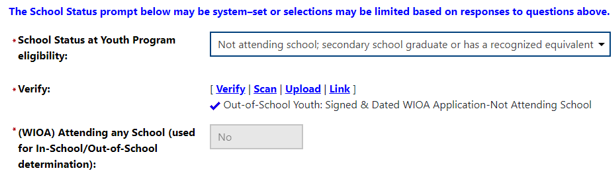 The School Status prompt below may be system–set or selections may be limited based on responses to questions above.
* School Status at Youth Program eligibility: Not attending school; secondary school graduate or has a recognized equivalent
* Verify: [ Verify | Scan | Upload | Link ]
✓ Out-of-School Youth: Signed & Dated WIOA Application-Not Attending School
* (WIOA) Attending any School (used for In-School/Out-of-School determination): No